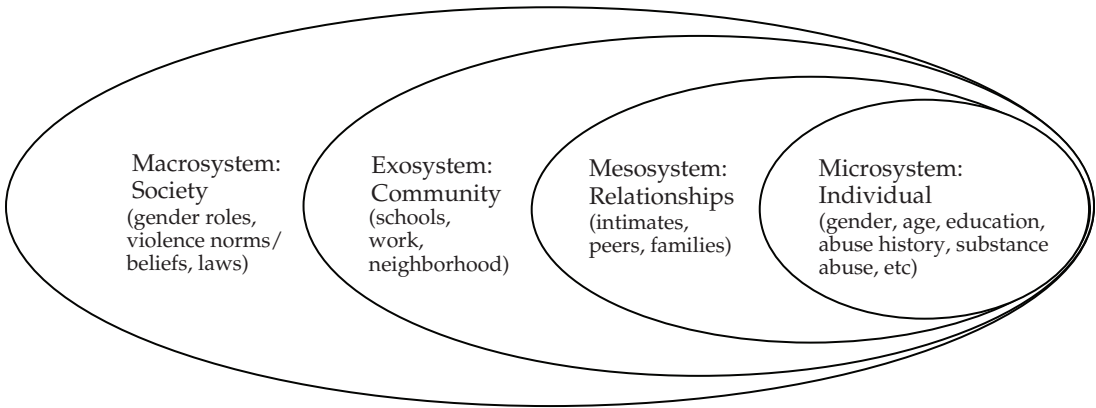 Macrosystem:
Society
(gender roles,
violence norms/
beliefs, laws)
Exosystem:
Community
(schools,
work,
neighborhood)
Mesosystem:
Relationships
(intimates,
peers, families)
Microsystem:
Individual
(gender, age, education,
abuse history, substance
abuse, etc)